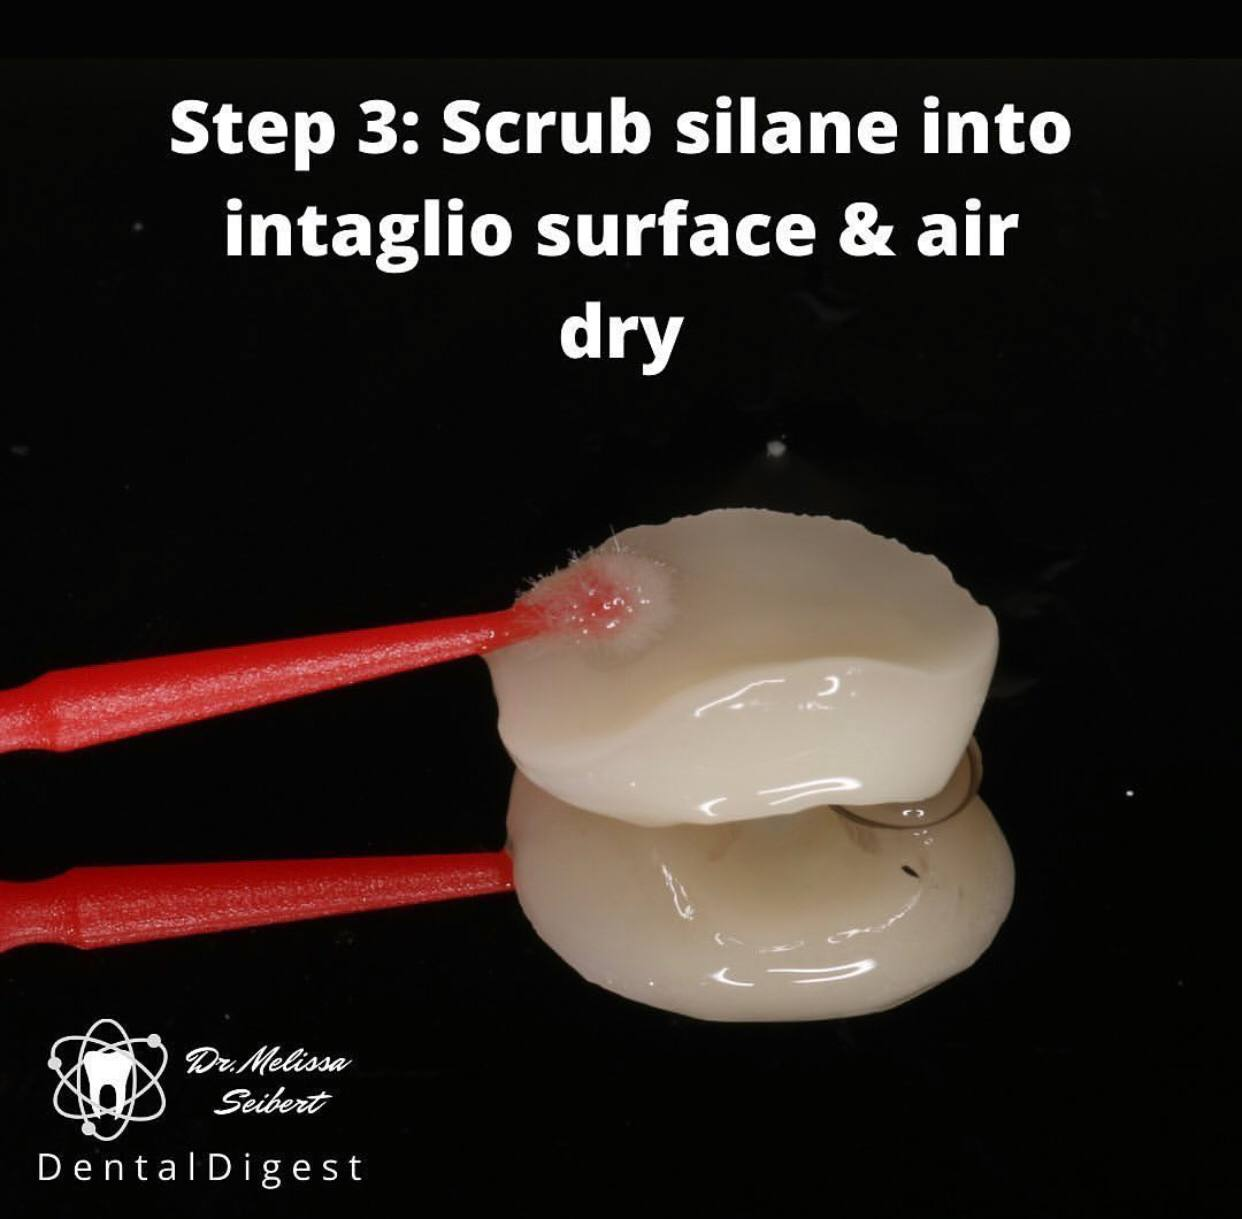 Step 3: Scrub silane into
intaglio surface & air
dry
Dr. Melissa
Seibert
DentalDigest